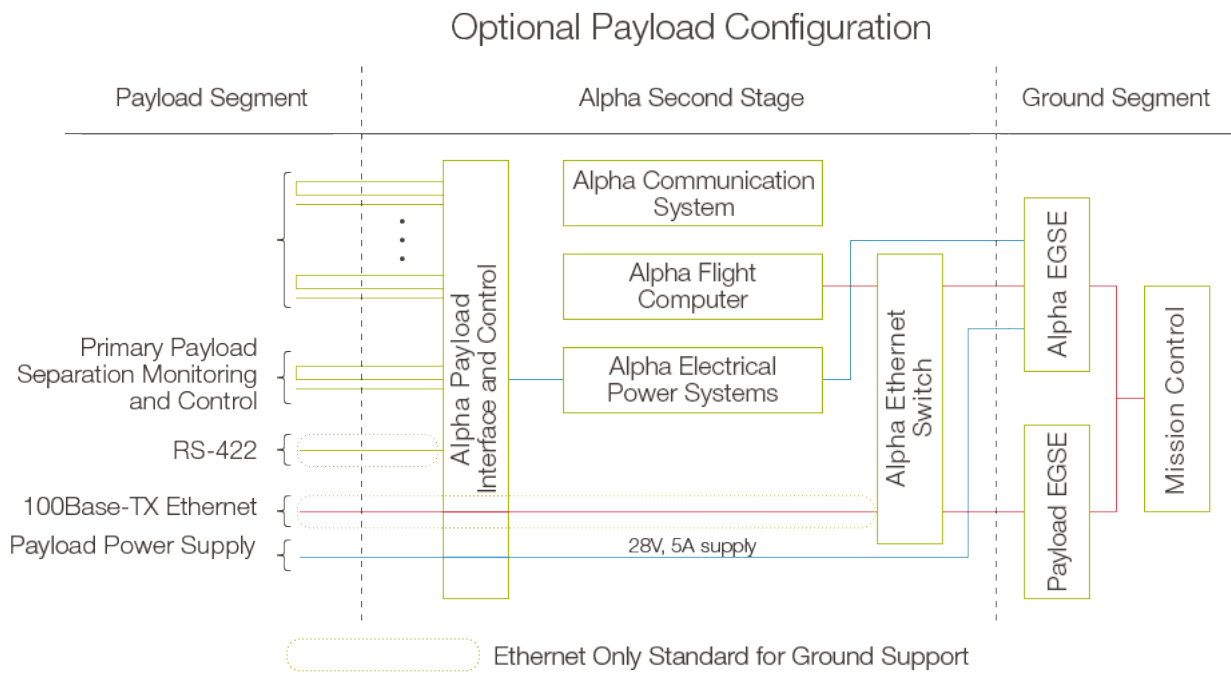 Optional Payload Configuration
Payload Segment
Alpha Second Stage
Ground Segment
Alpha Communication
System
Alpha Flight
Computer
Alpha Electrical
Power Systems
Alpha Payload
Interface and Control
Alpha Ethernet
Switch
Alpha EGSE
Payload EGSE
Mission Control
Primary Payload
Separation Monitoring
and Control
RS-422
100Base-TX Ethernet
Payload Power Supply
28V, 5A supply
Ethernet Only Standard for Ground Support